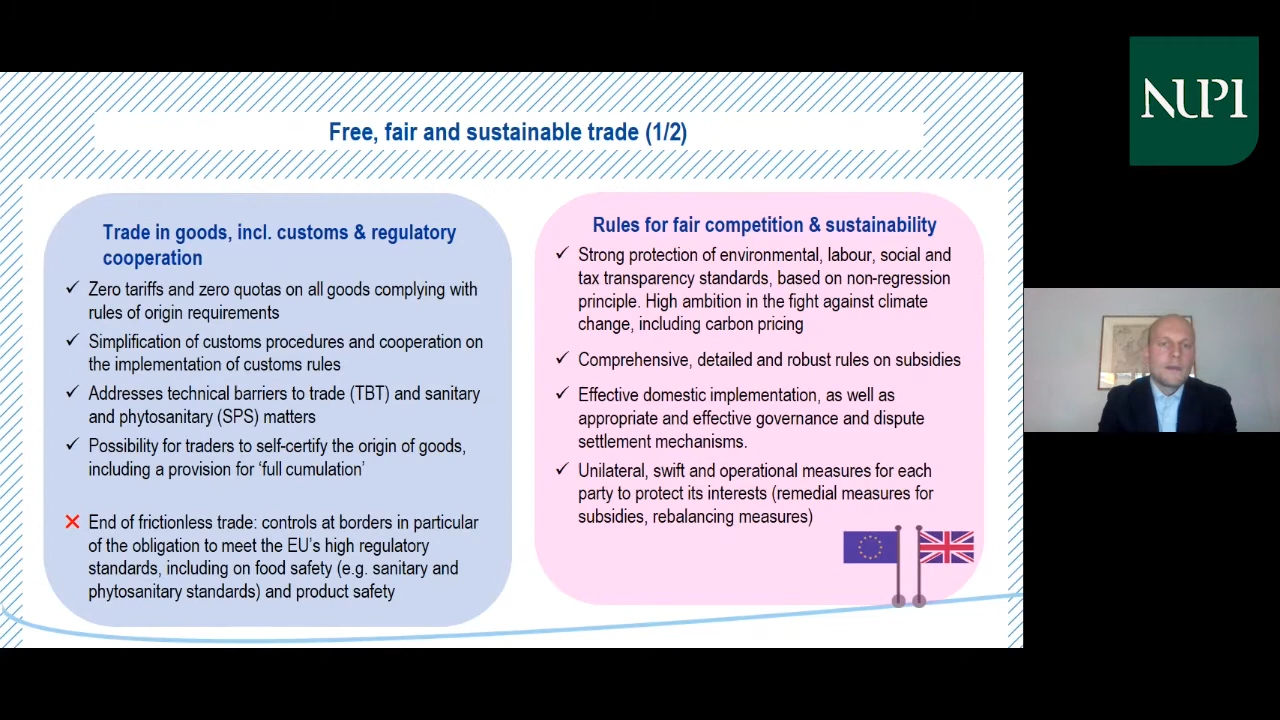 Free, fair and sustainable trade (1/2)
Trade in goods, incl. customs & regulatory
cooperation
✓ Zero tariffs and zero quotas on all goods complying with
rules of origin requirements
✓ Simplification of customs procedures and cooperation on
the implementation of customs rules
✓ Addresses technical barriers to trade (TBT) and sanitary
and phytosanitary (SPS) matters
✓ Possibility for traders to self-certify the origin of goods,
including a provision for ‘full cumulation’
✕ End of frictionless trade: controls at borders in particular
of the obligation to meet the EU’s high regulatory
standards, including on food safety (e.g. sanitary and
phytosanitary standards) and product safety
Rules for fair competition & sustainability
✓ Strong protection of environmental, labour, social and
tax transparency standards, based on non-regression
principle. High ambition in the fight against climate
change, including carbon pricing
✓ Comprehensive, detailed and robust rules on subsidies
✓ Effective domestic implementation, as well as
appropriate and effective governance and dispute
settlement mechanisms.
✓ Unilateral, swift and operational measures for each
party to protect its interests (remedial measures for
subsidies, rebalancing measures)
NUPI